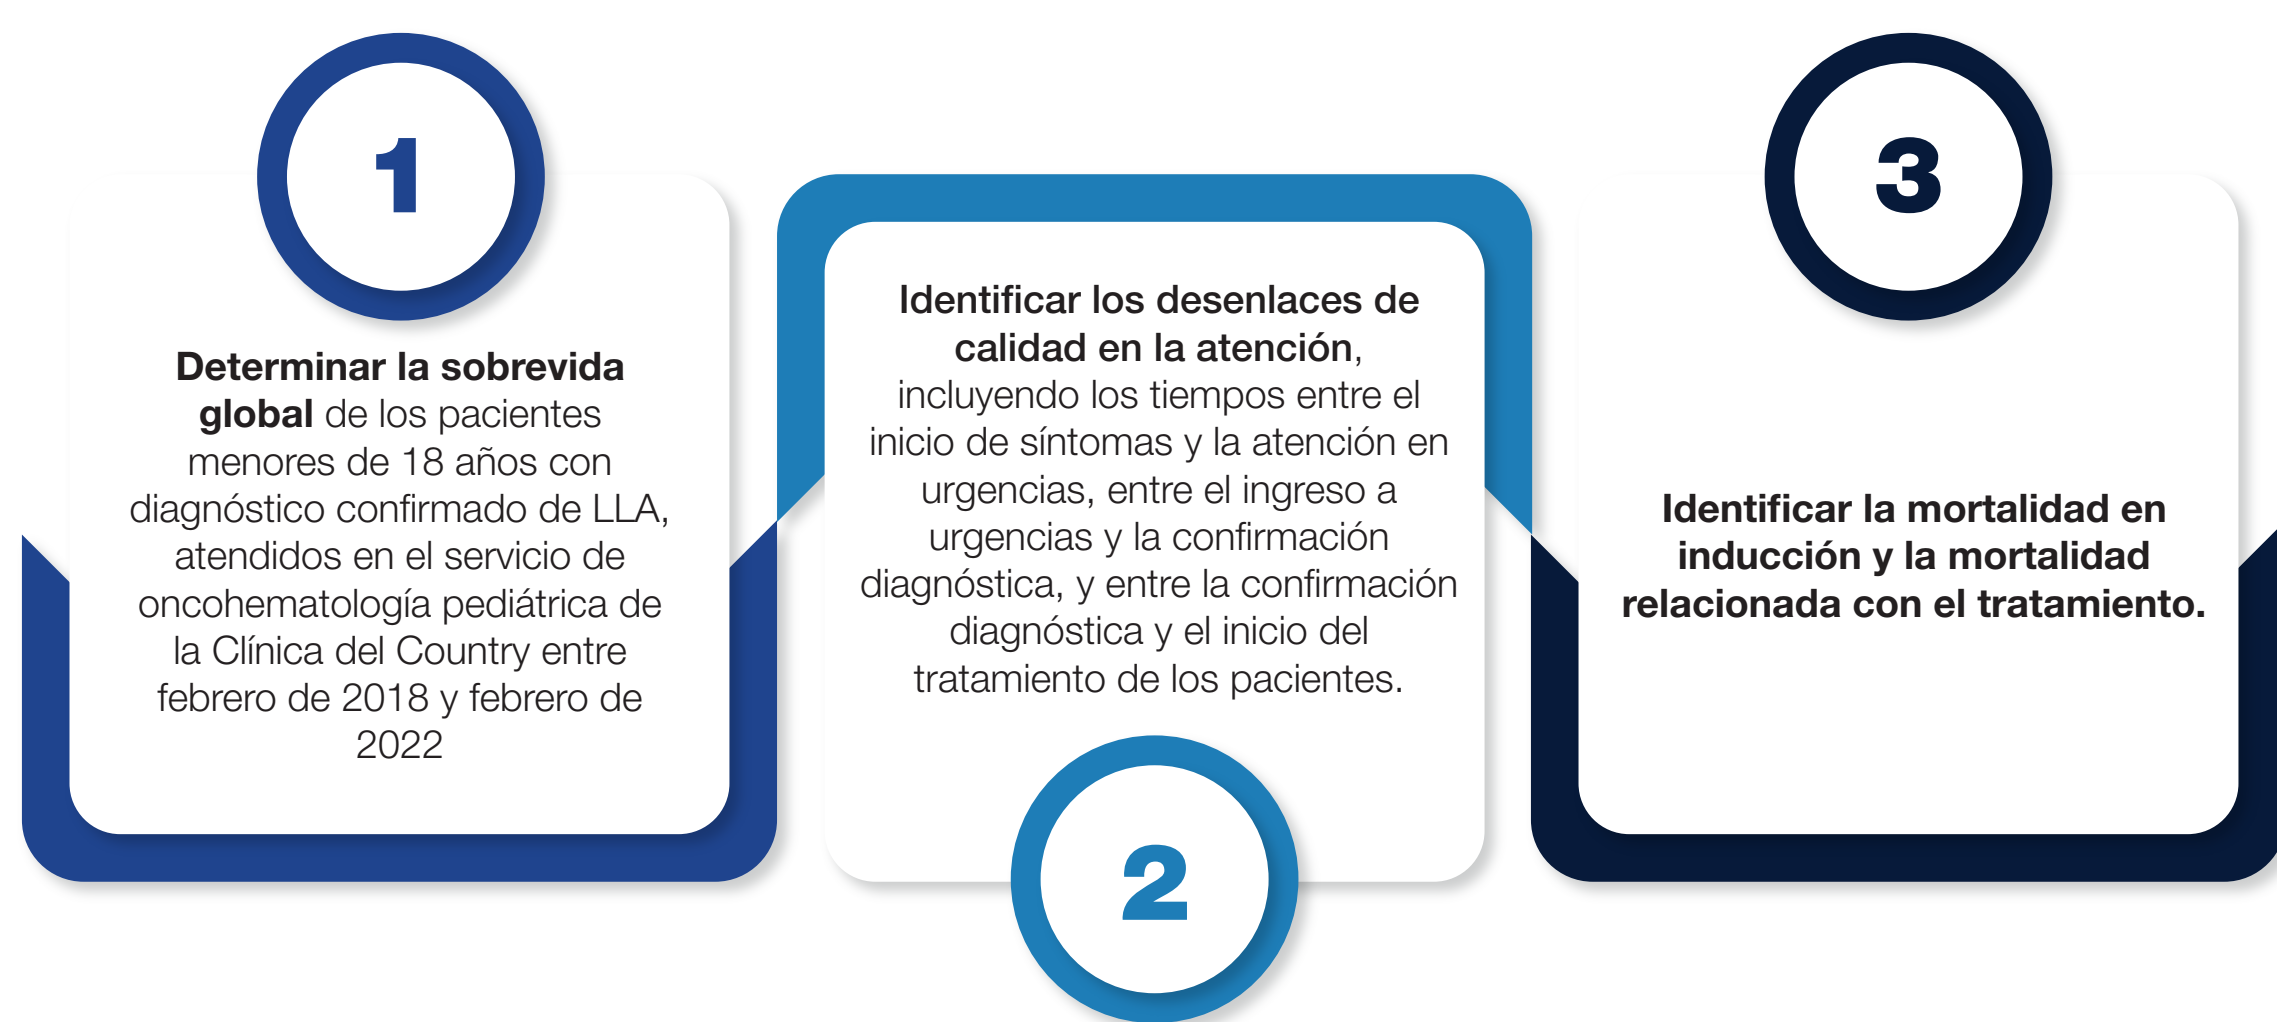 1
Determinar la sobrevida
global de los pacientes
menores de 18 años con
diagnóstico confirmado de LLA,
atendidos en el servicio de
oncohematología pediátrica de
la Clínica del Country entre
febrero de 2018 y febrero de
2022
Identificar los desenlaces de
calidad en la atención,
incluyendo los tiempos entre el
inicio de síntomas y la atención en
urgencias, entre el ingreso a
urgencias y la confirmación
diagnóstica, y entre la confirmación
diagnóstica y el inicio del
tratamiento de los pacientes.
2
3
Identificar la mortalidad en
inducción y la mortalidad
relacionada con el tratamiento.